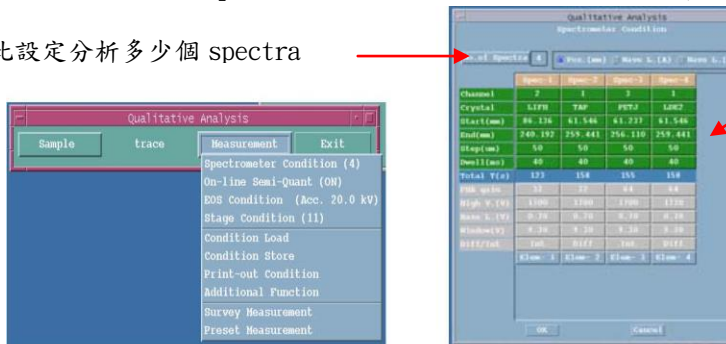 設定分析多少個 spectra
Qualitative Analysis
Sample trace Measurement Exit
Spectrometer Condition (4)
On-line Semi-Quant (ON)
EOS Condition (Acc. 20.0 kV)
Stage Condition (11)
Condition Load
Condition Store
Print-out Condition
Additional Function
Survey Measurement
Preset Measurement
Qualitative Analysis
Spectrometer Condition
4 Pos.(mm)
Spec-1 Spec-2 Spec-3 Spec-4
Channel 2 1 3 1
Crystal LIFH TAP PETJ LDE2
Start(mm) 86.136 61.546 61.737 61.546
End(mm) 240.192 259.441 256.110 259.441
Step(um) 50 50 50 50
Dwell(ms) 40 40 40 40
Total T(s) 123 158 155 158
PHA gain
High V.(V)
Base L.(V)
Window(V)
Diff/Int Int. Diff Int. Diff
Elem- 1 Elem- 2 Elem- 3 Elem- 4
OK Cancel